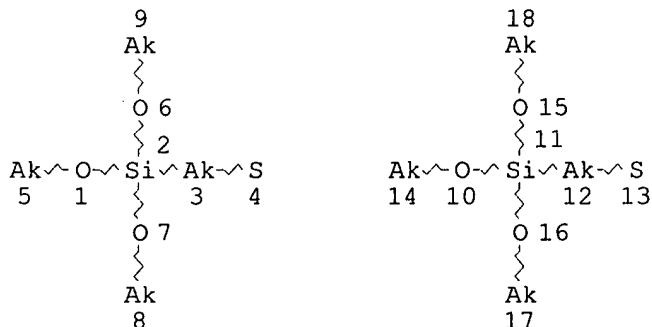 9 18
Ak Ak
O 6 O 15
2 11
Ak O Si Ak S Ak O Si Ak S
5 1 3 4 14 10 12 13
O 7 O 16
Ak Ak
8 17